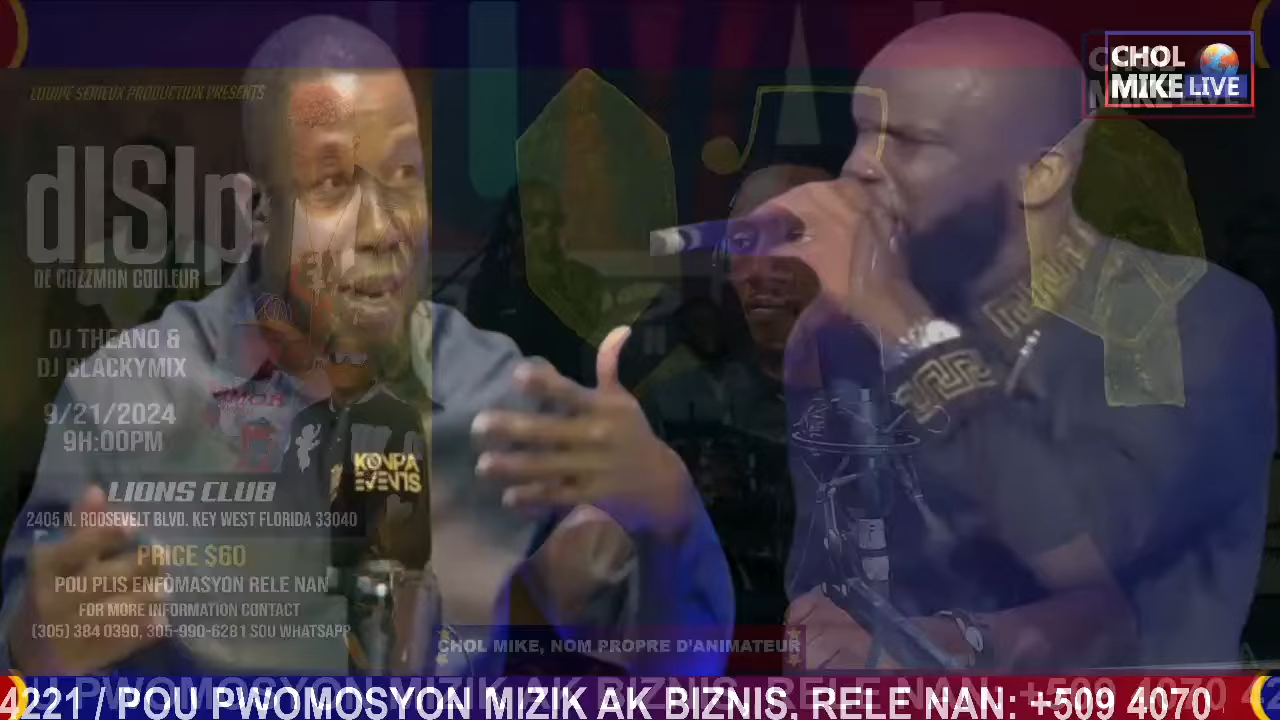 EQUIPE SERIEUX PRODUCTION PRESENTS
CHOL
MIKE LIVE
dISIp
DE GAZZMAN COULEUR
DJ THEANO &
DJ BLACKYMIX
9/21/2024
9H:00PM
KONPA
EVENTS
LIONS CLUB
2405 N. ROOSEVELT BLVD. KEY WEST FLORIDA 33040
PRICE $60
POU PLIS ENFÒMASYON RELE NAN
FOR MORE INFORMATION CONTACT
(305) 384 0390, 305-990-6281 SOU WHATSAPP
CHOL MIKE, NOM PROPRE D'ANIMATEUR
4221 / POU PWOMOSYON MIZIK AK BIZNIS, RELE NAN: +509 4070